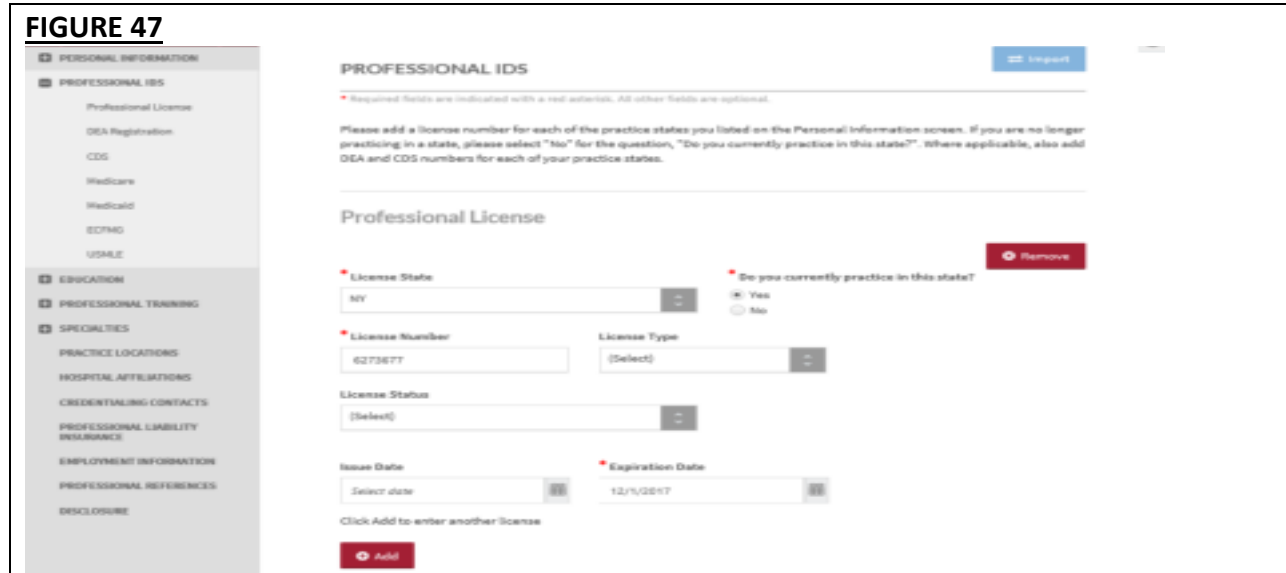 FIGURE 47
PERSONAL INFORMATION
PROFESSIONAL IDS
Professional License
DEA Registration
CDS
Medicare
Medicaid
ECFMG
USMLE
EDUCATION
PROFESSIONAL TRAINING
SPECIALTIES
PRACTICE LOCATIONS
HOSPITAL AFFILIATIONS
CREDENTIALING CONTACTS
PROFESSIONAL LIABILITY
INSURANCE
EMPLOYMENT INFORMATION
PROFESSIONAL REFERENCES
DISCLOSURE
PROFESSIONAL IDS
Import
* Required fields are indicated with a red asterisk. All other fields are optional.
Please add a license number for each of the practice states you listed on the Personal Information screen. If you are no longer
practicing in a state, please select "No" for the question, "Do you currently practice in this state?". Where applicable, also add
DEA and CDS numbers for each of your practice states.
Professional License
Remove
* License State
* Do you currently practice in this state?
NY
Yes
No
* License Number
License Type
6273677
(Select)
License Status
(Select)
Issue Date
* Expiration Date
Select date
12/1/2017
Click Add to enter another license
Add